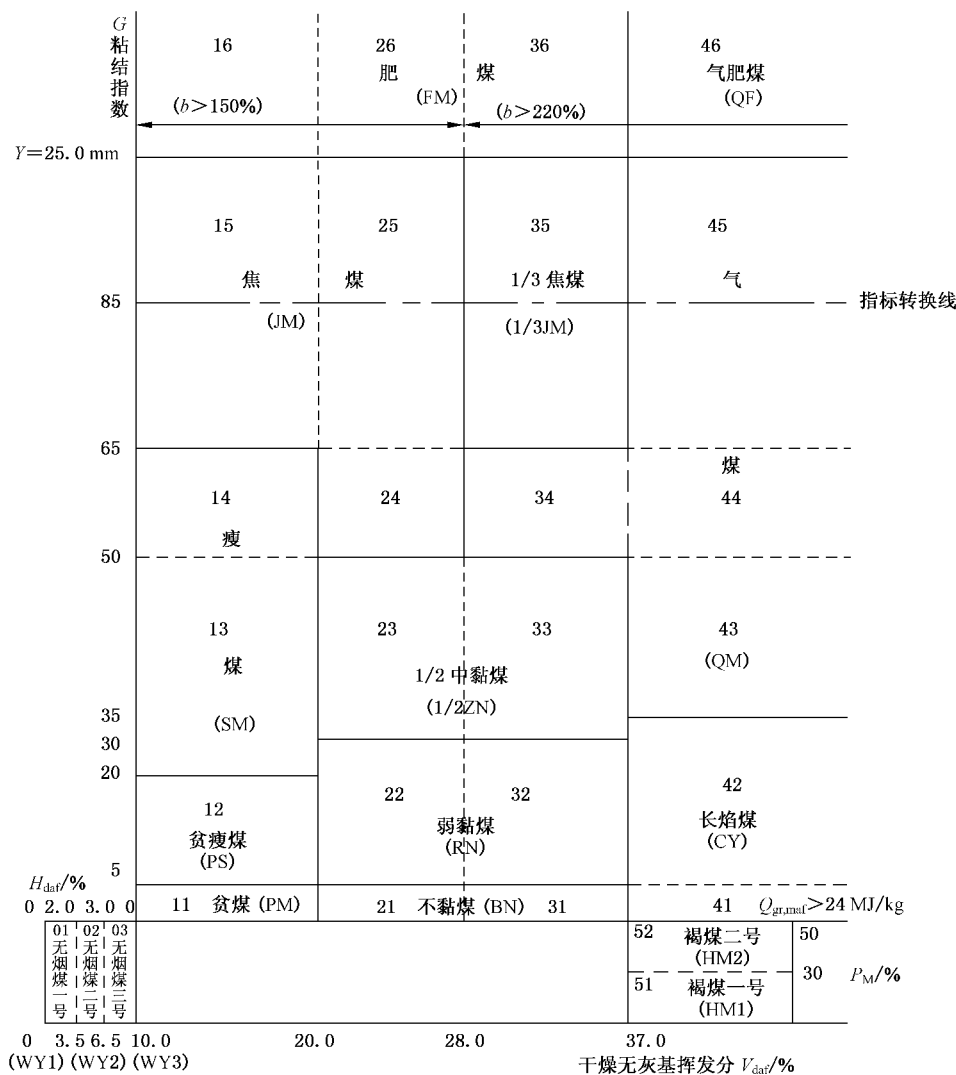 G
粘结指数
16
26
36
46
肥
煤
气肥煤
(FM)
(QF)
(b>150%)
(b>220%)
Y=25.0 mm
15
25
35
45
焦
煤
1/3 焦煤
气
85
指标转换线
(JM)
(1/3JM)
65
煤
14
24
34
44
瘦
50
13
23
33
43
煤
(QM)
1/2 中黏煤
(1/2ZN)
35
(SM)
30
20
42
22
32
12
长焰煤
弱黏煤
贫瘦煤
(CY)
(RN)
(PS)
5
Hdaf/%
0 2.0 3.0 0
11 贫煤 (PM)
21 不黏煤 (BN) 31
41 Qgr,maf>24 MJ/kg
01 无烟煤一号
02 无烟煤二号
03 无烟煤三号
52 褐煤二号 50
(HM2)
30 PM/%
51 褐煤一号
(HM1)
0 3.5 6.5 10.0 20.0 28.0 37.0
(WY1) (WY2) (WY3)
干燥无灰基挥发分 Vdaf/%